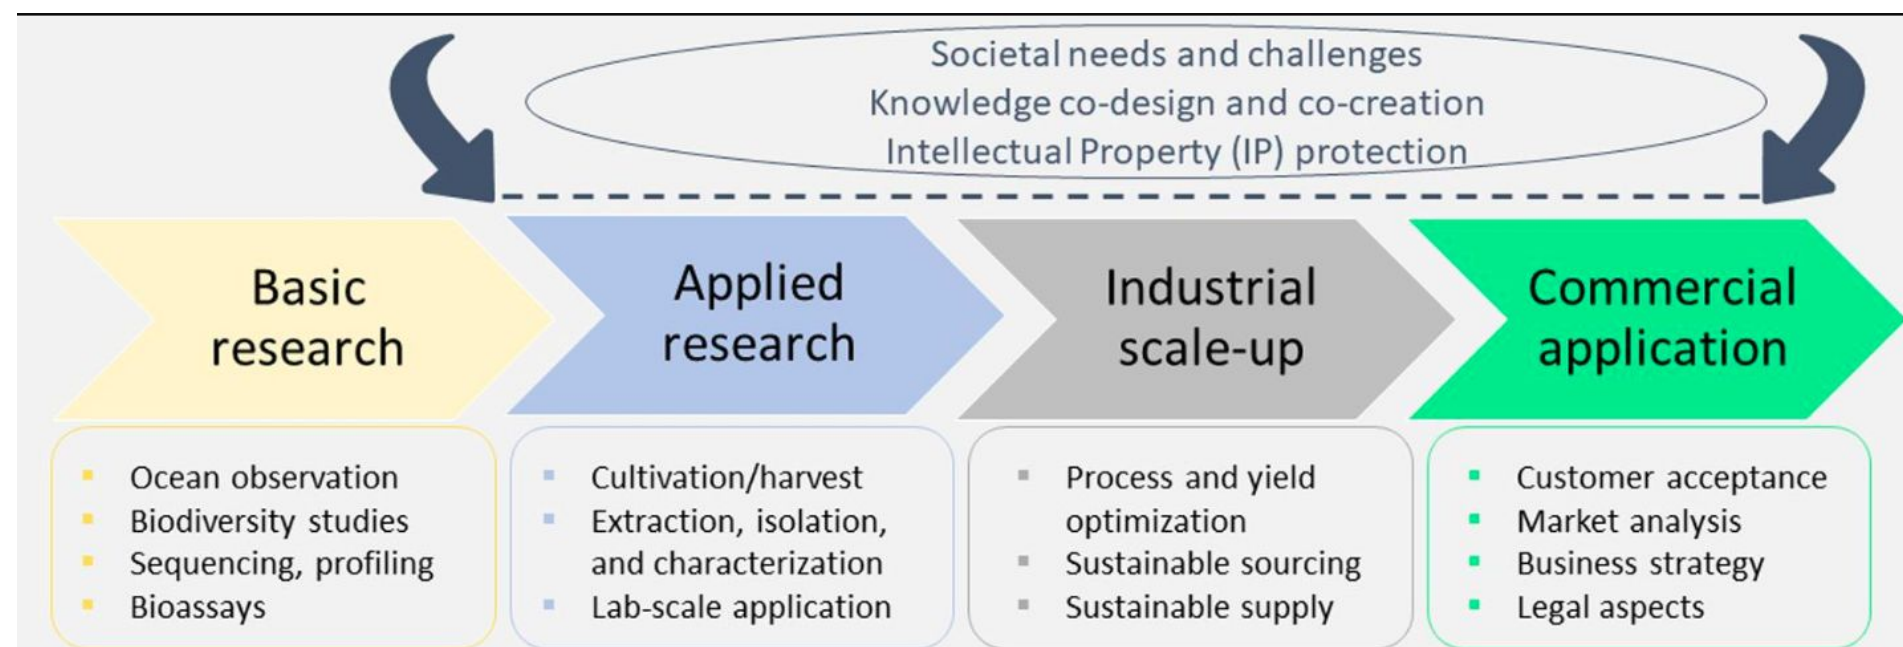 Societal needs and challenges
Knowledge co-design and co-creation
Intellectual Property (IP) protection
Basic
research
Applied
research
Industrial
scale-up
Commercial
application
Ocean observation
Biodiversity studies
Sequencing, profiling
Bioassays
Cultivation/harvest
Extraction, isolation,
and characterization
Lab-scale application
Process and yield
optimization
Sustainable sourcing
Sustainable supply
Customer acceptance
Market analysis
Business strategy
Legal aspects